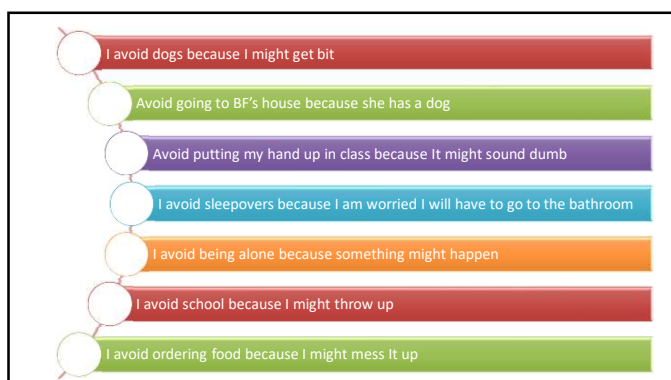 I avoid dogs because I might get bit
Avoid going to BF’s house because she has a dog
Avoid putting my hand up in class because It might sound dumb
I avoid sleepovers because I am worried I will have to go to the bathroom
I avoid being alone because something might happen
I avoid school because I might throw up
I avoid ordering food because I might mess It up